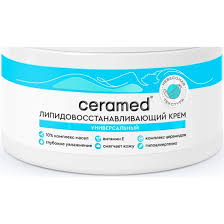 ceramed®
ЛИПИДОВОССТАНАВЛИВАЮЩИЙ КРЕМ
УНИВЕРСАЛЬНЫЙ
10% комплекс масел
витамин Е
комплекс церамидов
глубокое увлажнение
смягчает кожу
гипоаллергенно